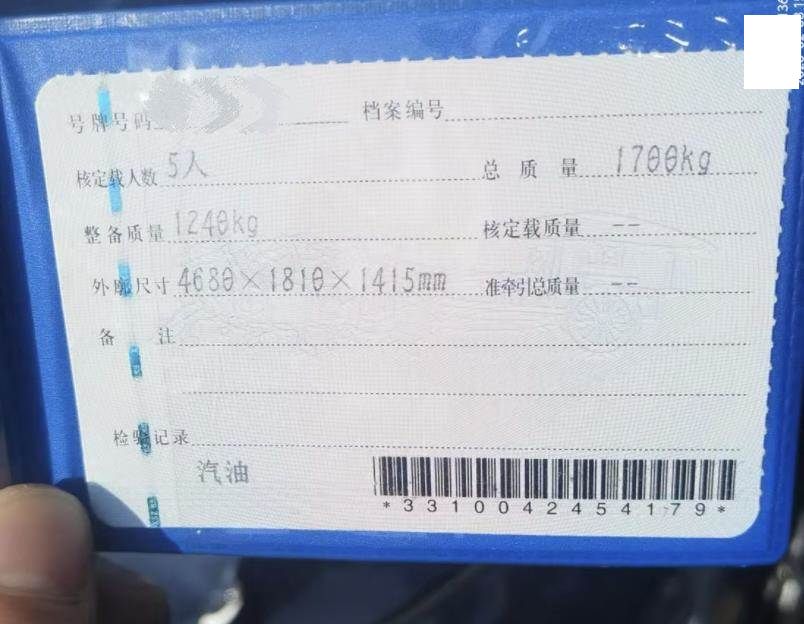 号牌号码 档案编号
核定载人数 5人 总质量 1700kg
整备质量 1240kg 核定载质量 --
外廓尺寸 4680×1810×1415mm 准牵引总质量 --
备 注
检验记录
汽油
*3310042454179*